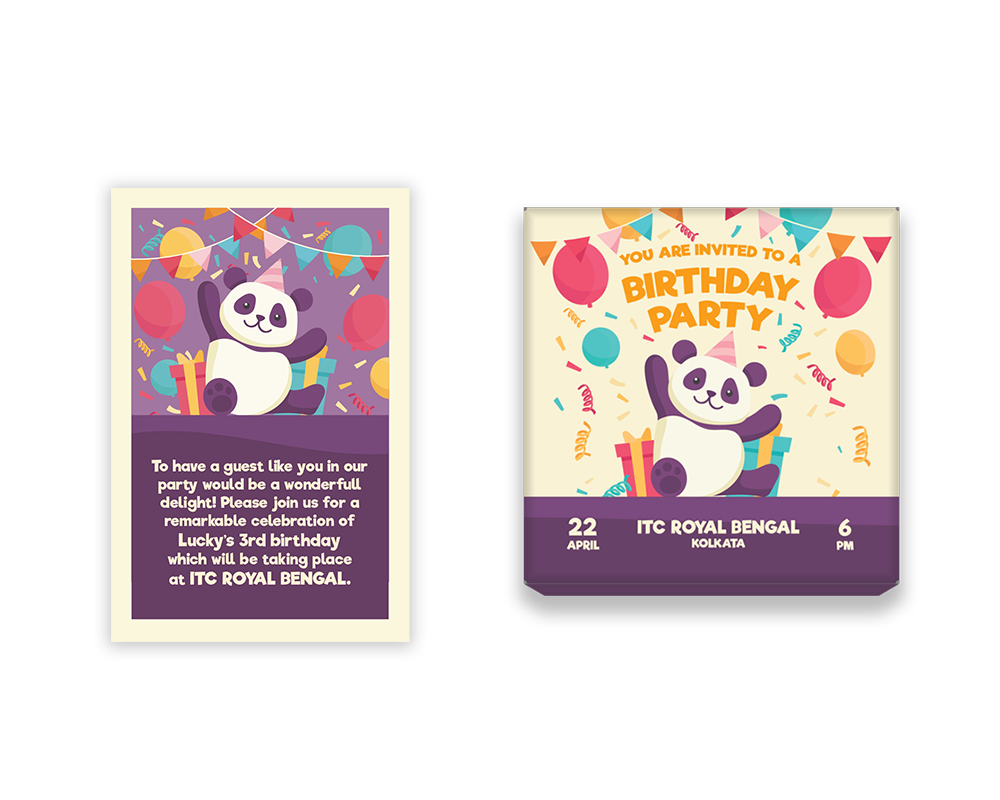 To have a guest like you in our
party would be a wonderfull
delight! Please join us for a
remarkable celebration of
Lucky's 3rd birthday
which will be taking place
at ITC ROYAL BENGAL.
YOU ARE INVITED TO A
BIRTHDAY
PARTY
22
APRIL
ITC ROYAL BENGAL
KOLKATA
6
PM